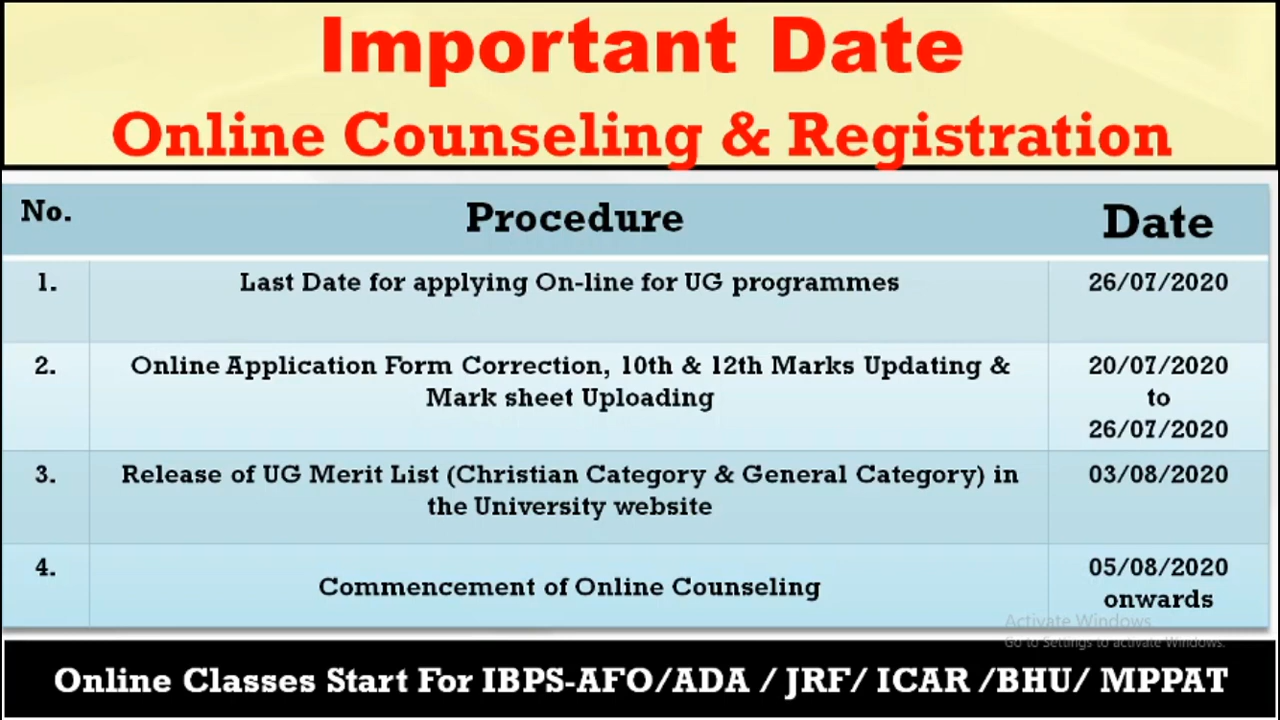 Important Date
Online Counseling & Registration
No.
Procedure
Date
1.
Last Date for applying On-line for UG programmes
26/07/2020
2.
Online Application Form Correction, 10th & 12th Marks Updating &
Mark sheet Uploading
20/07/2020
to
26/07/2020
3.
Release of UG Merit List (Christian Category & General Category) in
the University website
03/08/2020
4.
Commencement of Online Counseling
05/08/2020
onwards
Activate Windows
Go to Settings to activate Windows.
Online Classes Start For IBPS-AFO/ADA / JRF/ ICAR /BHU/ MPPAT